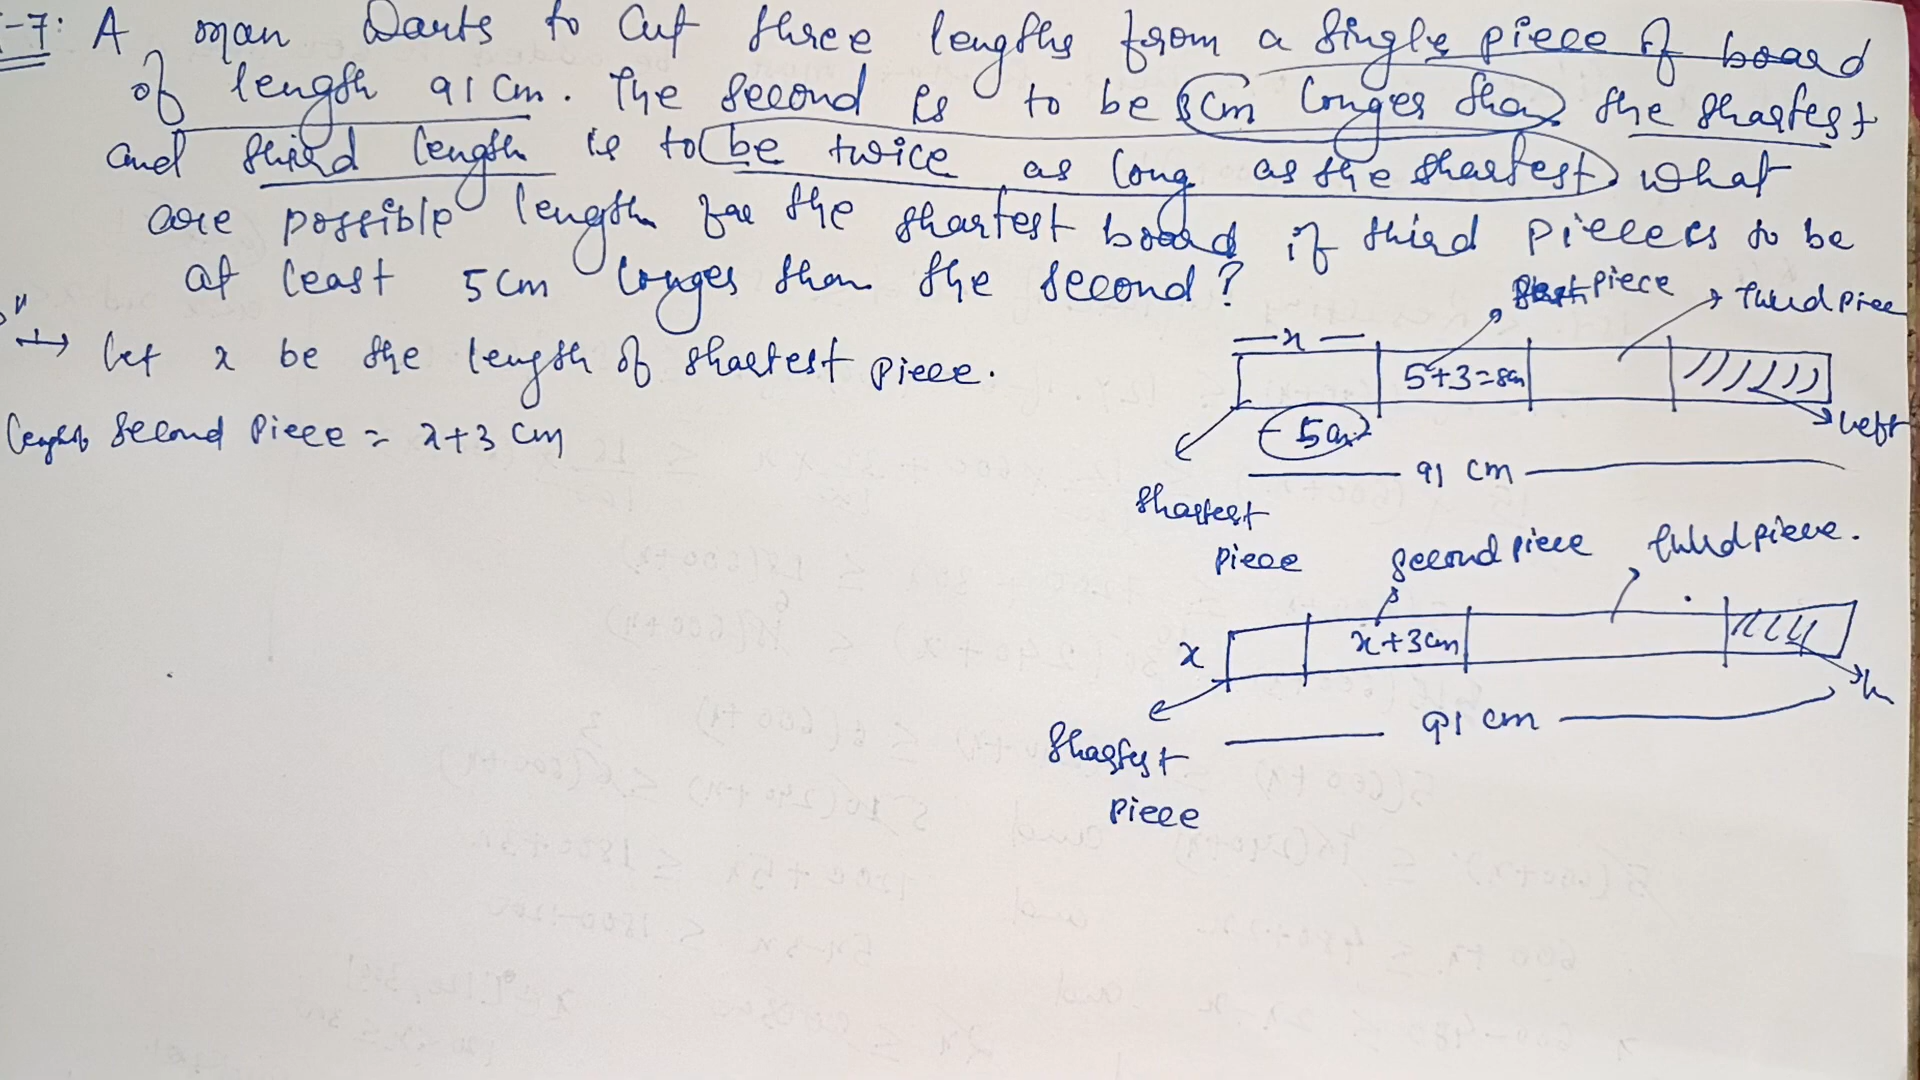 -7: A man wants to cut three lengths from a single piece of board
of length 91 cm. The second is to be 3cm longer than the shortest
and third length is to be twice as long as the shortest. what
are possible length for the shortest board if third pieces is to be
at least 5 cm longer than the second?
piece third piece
let x be the length of shortest piece.
x
5+3=8cm
5cm
left
length second piece = x+3 cm
91 cm
shortest
piece
second piece third piece.
x
x+3cm
91 cm
shortest
piece